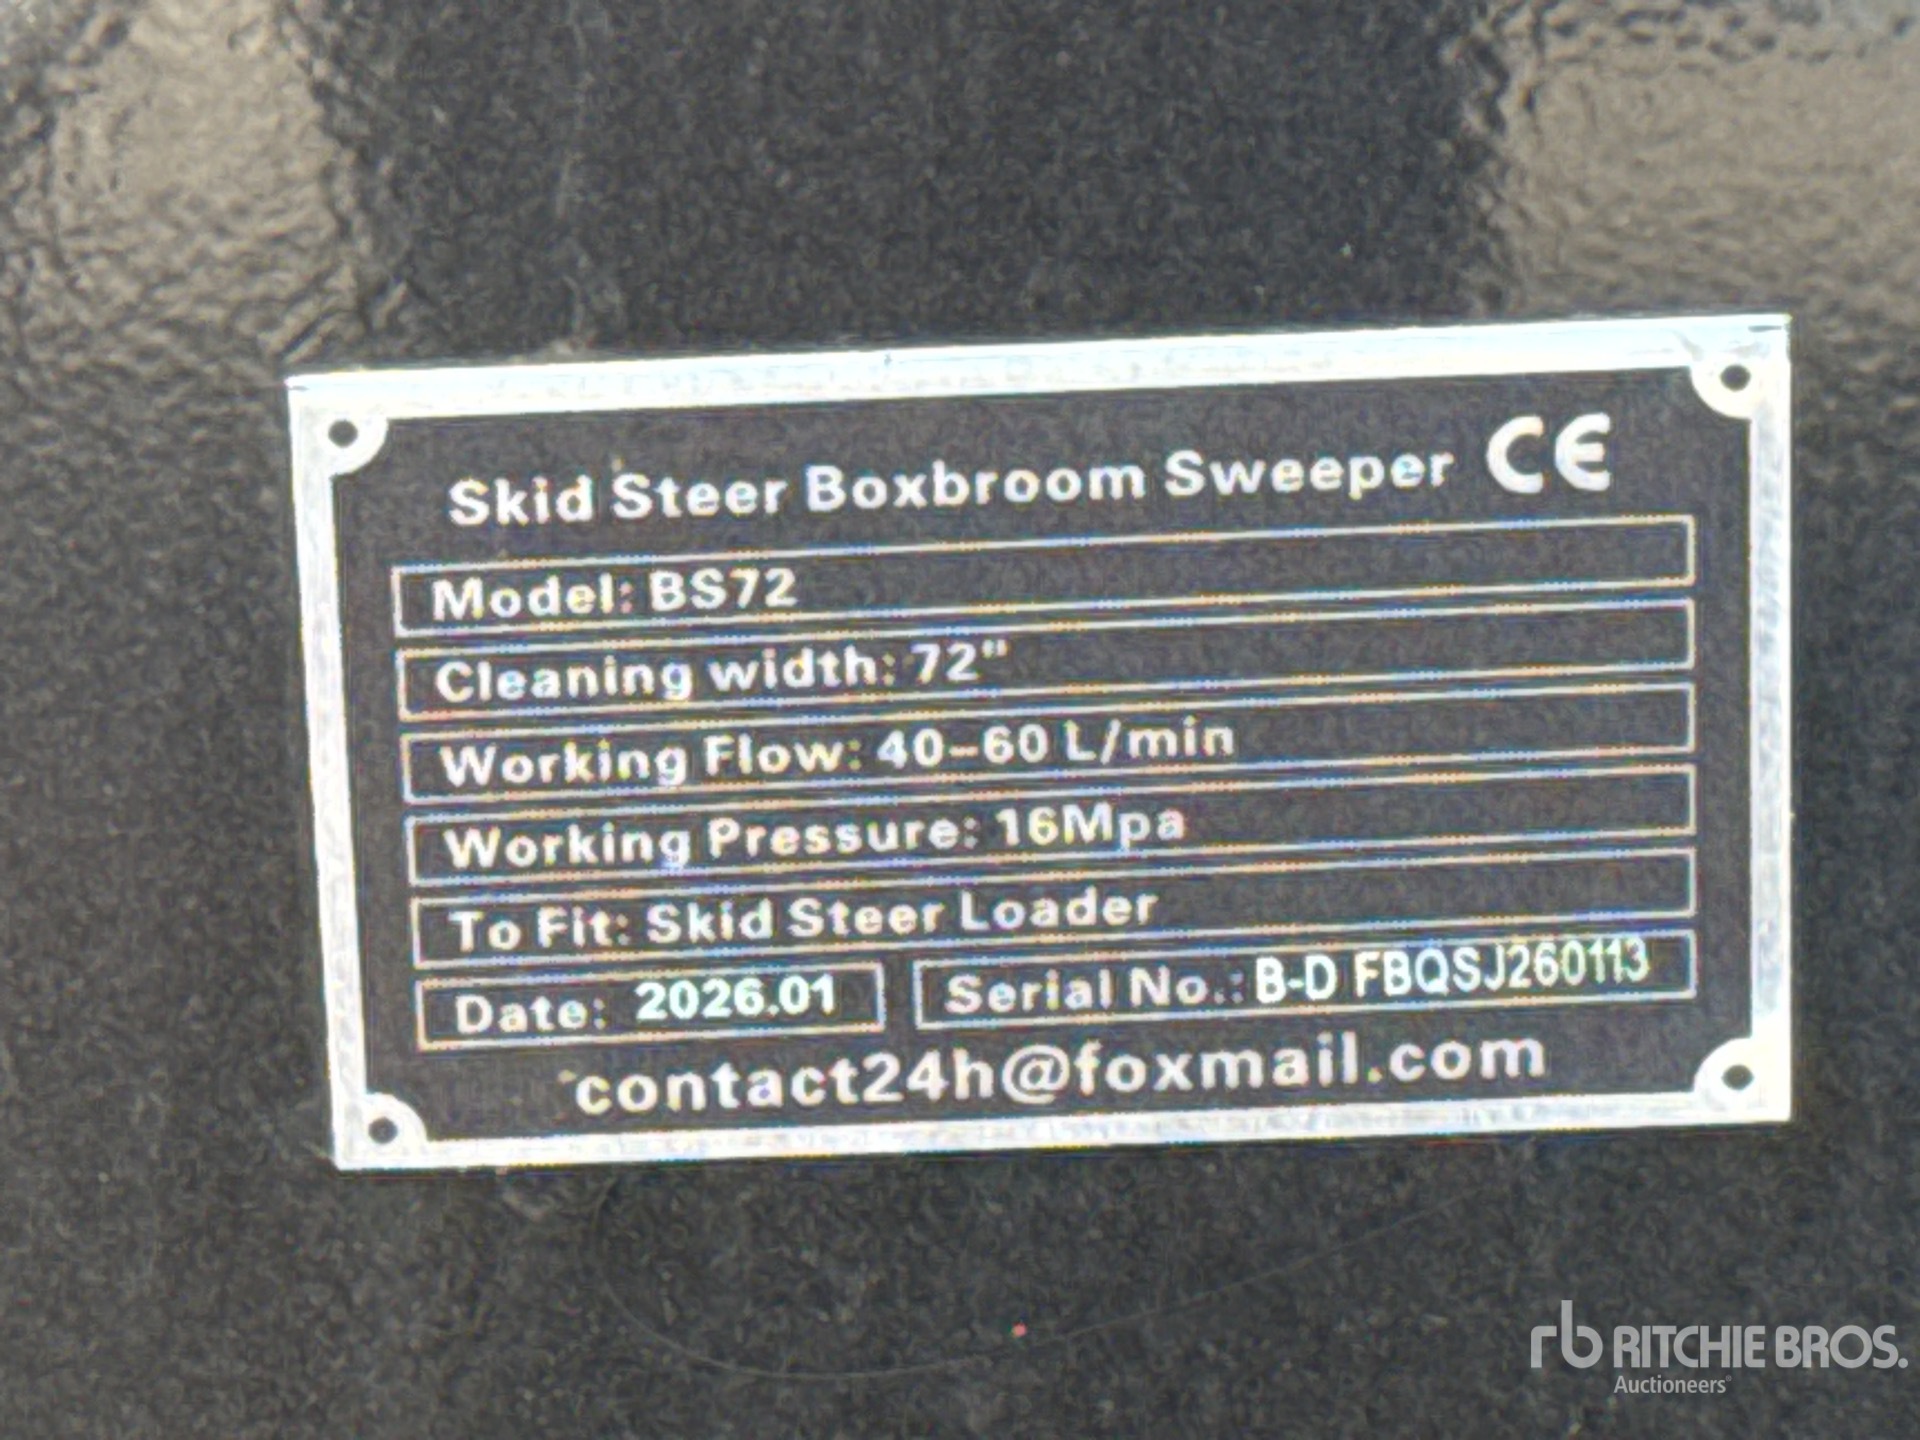 Skid Steer Boxbroom Sweeper CE
Model: BS72
Cleaning width: 72"
Working Flow: 40-60 L/min
Working Pressure: 16Mpa
To Fit: Skid Steer Loader
Date: 2026.01 Serial No.: B-D FBQSJ260113
contact24h@foxmail.com
rb RITCHIE BROS.
Auctioneers